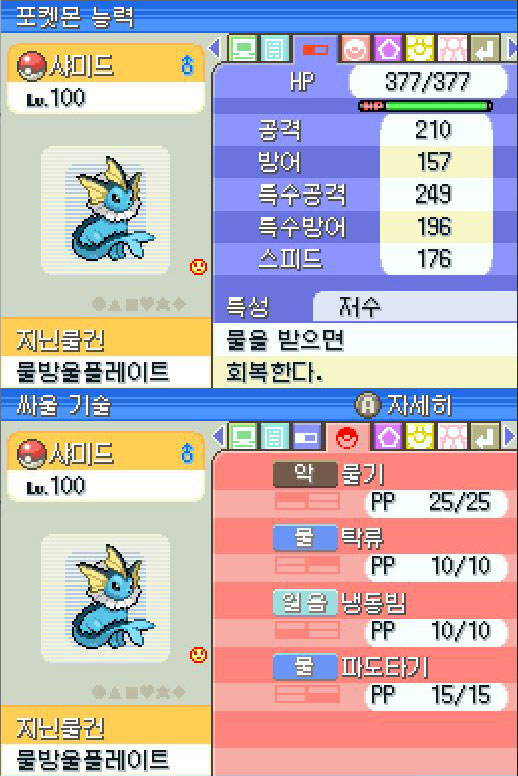 포켓몬 능력
샤미드 ♂
Lv.100
지닌물건
물방울플레이트
HP 377/377
HP
공격 210
방어 157
특수공격 249
특수방어 196
스피드 176
특성 저수
물을 받으면
회복한다.
싸울 기술
A 자세히
샤미드 ♂
Lv.100
지닌물건
물방울플레이트
악 물기
PP 25/25
물 탁류
PP 10/10
얼음 냉동빔
PP 10/10
물 파도타기
PP 15/15